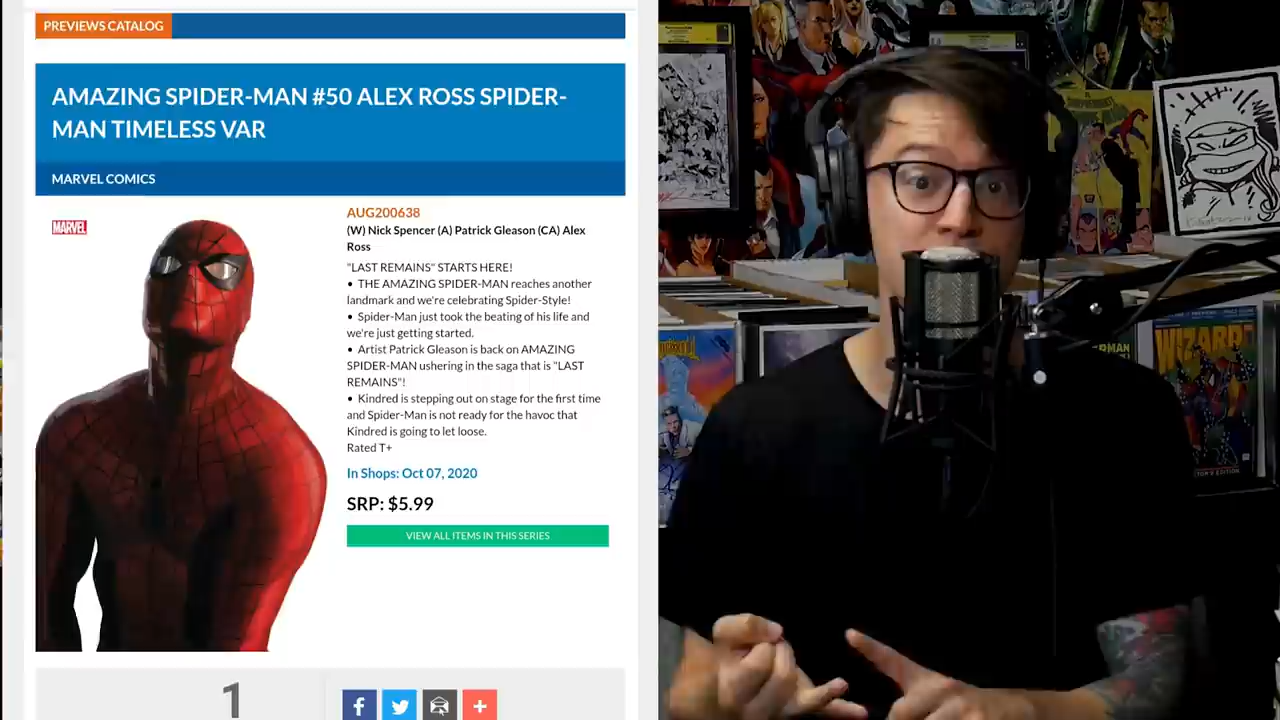 PREVIEWS CATALOG
AMAZING SPIDER-MAN #50 ALEX ROSS SPIDER-
MAN TIMELESS VAR
MARVEL COMICS
MARVEL
AUG200638
(W) Nick Spencer (A) Patrick Gleason (CA) Alex
Ross
"LAST REMAINS" STARTS HERE!
• THE AMAZING SPIDER-MAN reaches another
landmark and we're celebrating Spider-Style!
• Spider-Man just took the beating of his life and
we're just getting started.
• Artist Patrick Gleason is back on AMAZING
SPIDER-MAN ushering in the saga that is "LAST
REMAINS"!
• Kindred is stepping out on stage for the first time
and Spider-Man is not ready for the havoc that
Kindred is going to let loose.
Rated T+
In Shops: Oct 07, 2020
SRP: $5.99
VIEW ALL ITEMS IN THIS SERIES
1
WIZARD